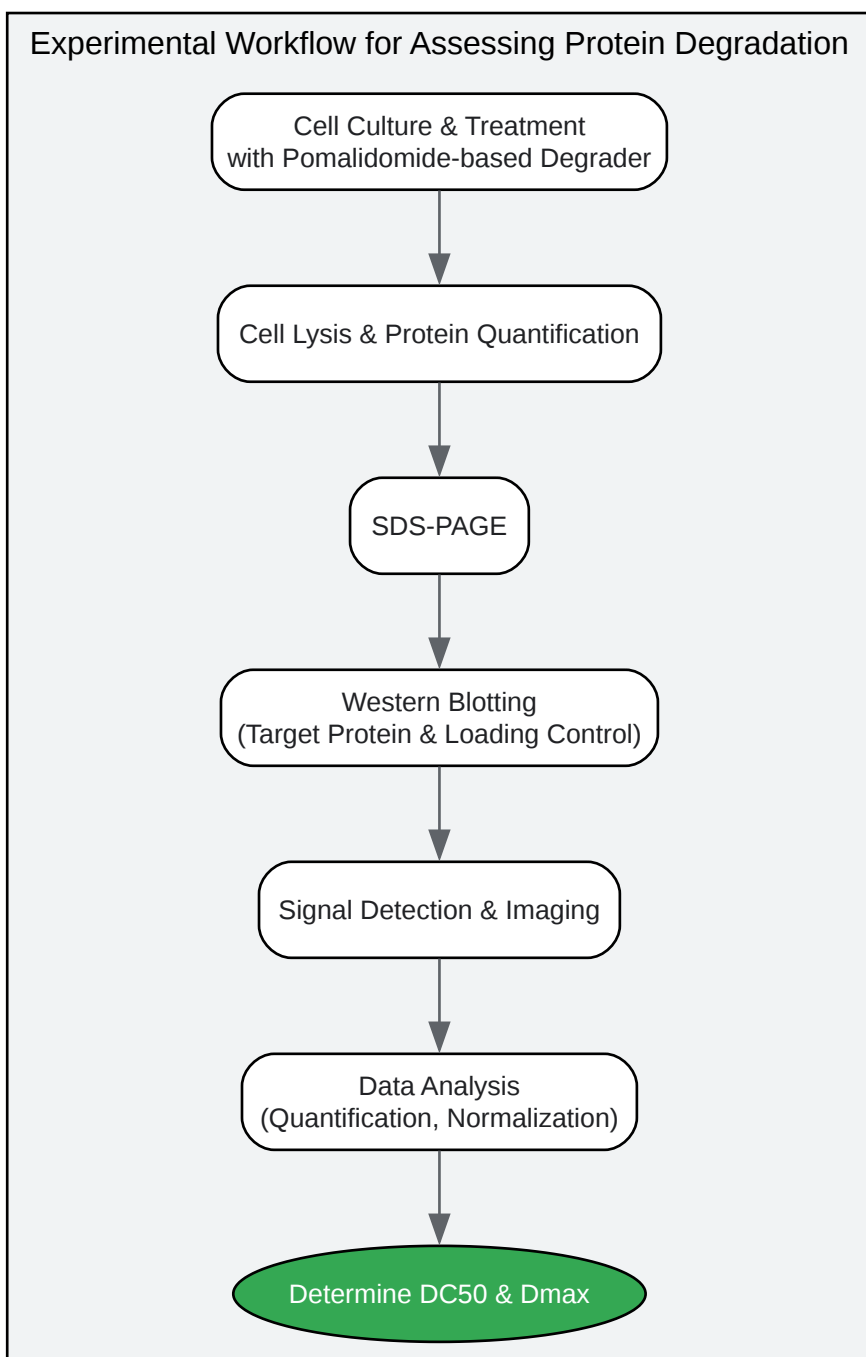 Experimental Workflow for Assessing Protein Degradation
Cell Culture & Treatment
with Pomalidomide-based Degrader
Cell Lysis & Protein Quantification
SDS-PAGE
Western Blotting
(Target Protein & Loading Control)
Signal Detection & Imaging
Data Analysis
(Quantification, Normalization)
Determine DC50 & Dmax